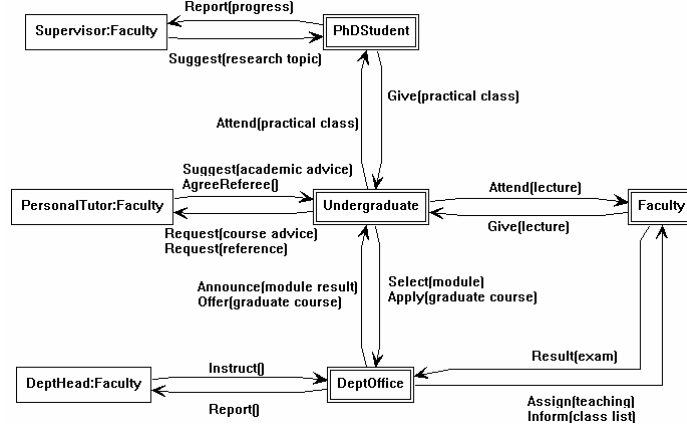 Report(progress)
Supervisor:Faculty
PhDStudent
Suggest(research topic)
Give(practical class)
Attend(practical class)
Suggest(academic advice)
AgreeReferee()
Attend(lecture)
PersonalTutor:Faculty
Undergraduate
Faculty
Request(course advice)
Request(reference)
Give(lecture)
Announce(module result)
Offer(graduate course)
Select(module)
Apply(graduate course)
Instruct()
Result(exam)
DeptHead:Faculty
DeptOffice
Report()
Assign(teaching)
Inform(class list)